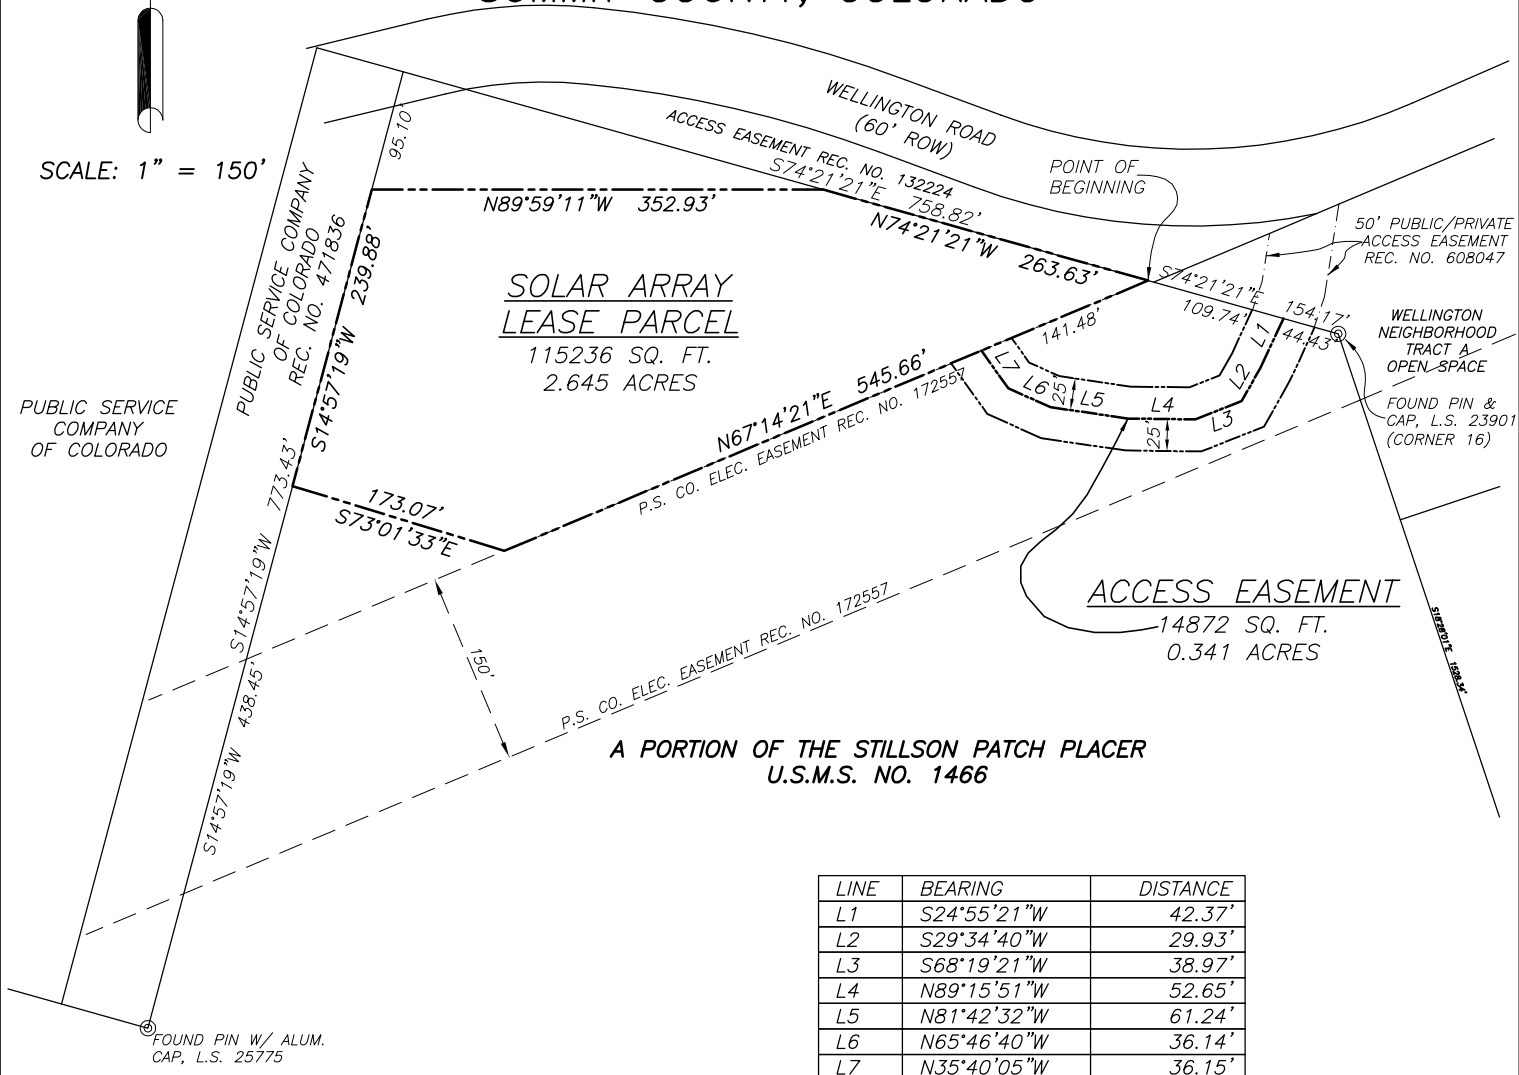 SUMMIT COUNTY, COLORADO
SCALE: 1" = 150'
WELLINGTON ROAD
(60' ROW)
ACCESS EASEMENT REC. NO. 132224
S74°21'21"E 758.82'
N74°21'21"W 263.63'
POINT OF
BEGINNING
50' PUBLIC/PRIVATE
ACCESS EASEMENT
REC. NO. 608047
95.10'
PUBLIC SERVICE COMPANY
OF COLORADO
REC. NO. 471836
N89°59'11"W 352.93'
S14°57'19"W 239.88'
SOLAR ARRAY
LEASE PARCEL
115236 SQ. FT.
2.645 ACRES
S74°21'21"E
154.17'
109.74'
44.43'
141.48'
WELLINGTON
NEIGHBORHOOD
TRACT A
OPEN SPACE
FOUND PIN &
CAP, L.S. 23901
(CORNER 16)
L1
L2
L3
L4
L5
L6
L7
25'
25'
PUBLIC SERVICE
COMPANY
OF COLORADO
N67°14'21"E 545.66'
P.S. CO. ELEC. EASEMENT REC. NO. 172557
173.07'
S73°01'33"E
S14°57'19"W 773.43'
S14°57'19"W 438.45'
150'
P.S. CO. ELEC. EASEMENT REC. NO. 172557
ACCESS EASEMENT
14872 SQ. FT.
0.341 ACRES
S18°28'01"E 1528.34'
A PORTION OF THE STILLSON PATCH PLACER
U.S.M.S. NO. 1466
FOUND PIN W/ ALUM.
CAP, L.S. 25775
LINE BEARING DISTANCE
L1 S24°55'21"W 42.37'
L2 S29°34'40"W 29.93'
L3 S68°19'21"W 38.97'
L4 N89°15'51"W 52.65'
L5 N81°42'32"W 61.24'
L6 N65°46'40"W 36.14'
L7 N35°40'05"W 36.15'